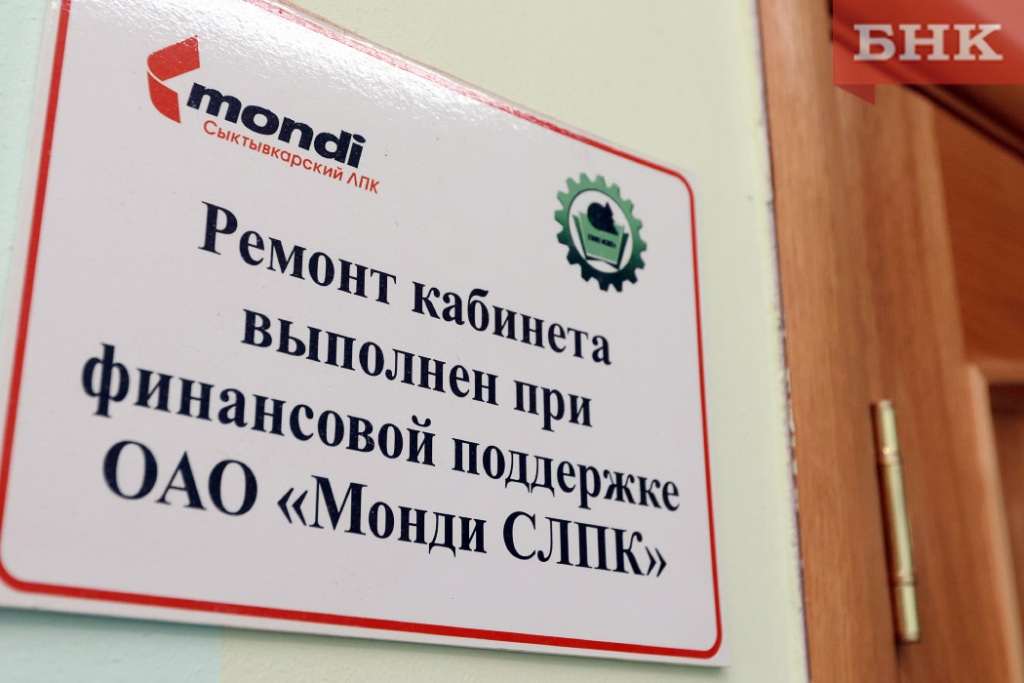 БНК
mondi
Сыктывкарский ЛПК
Ремонт кабинета
выполнен при
финансовой поддержке
ОАО «Монди СЛПК»